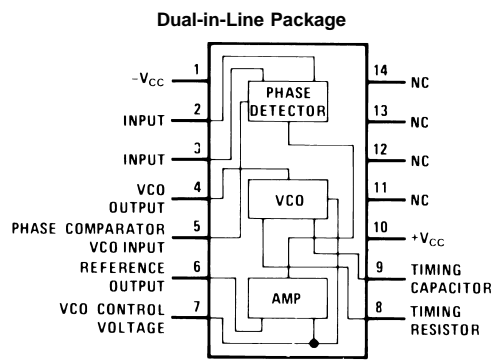 Dual-in-Line Package
1
-VCC
2
INPUT
3
INPUT
4
VCO
OUTPUT
5
PHASE COMPARATOR
VCO INPUT
6
REFERENCE
OUTPUT
7
VCO CONTROL
VOLTAGE
PHASE
DETECTOR
VCO
AMP
14
NC
13
NC
12
NC
11
NC
10
+VCC
9
TIMING
CAPACITOR
8
TIMING
RESISTOR